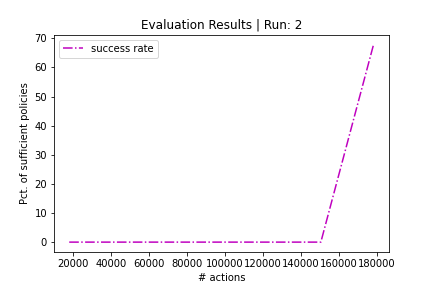 Evaluation Results | Run: 2
success rate
Pct. of sufficient policies
70
60
50
40
30
20
10
0
20000 40000 60000 80000 100000 120000 140000 160000 180000
# actions